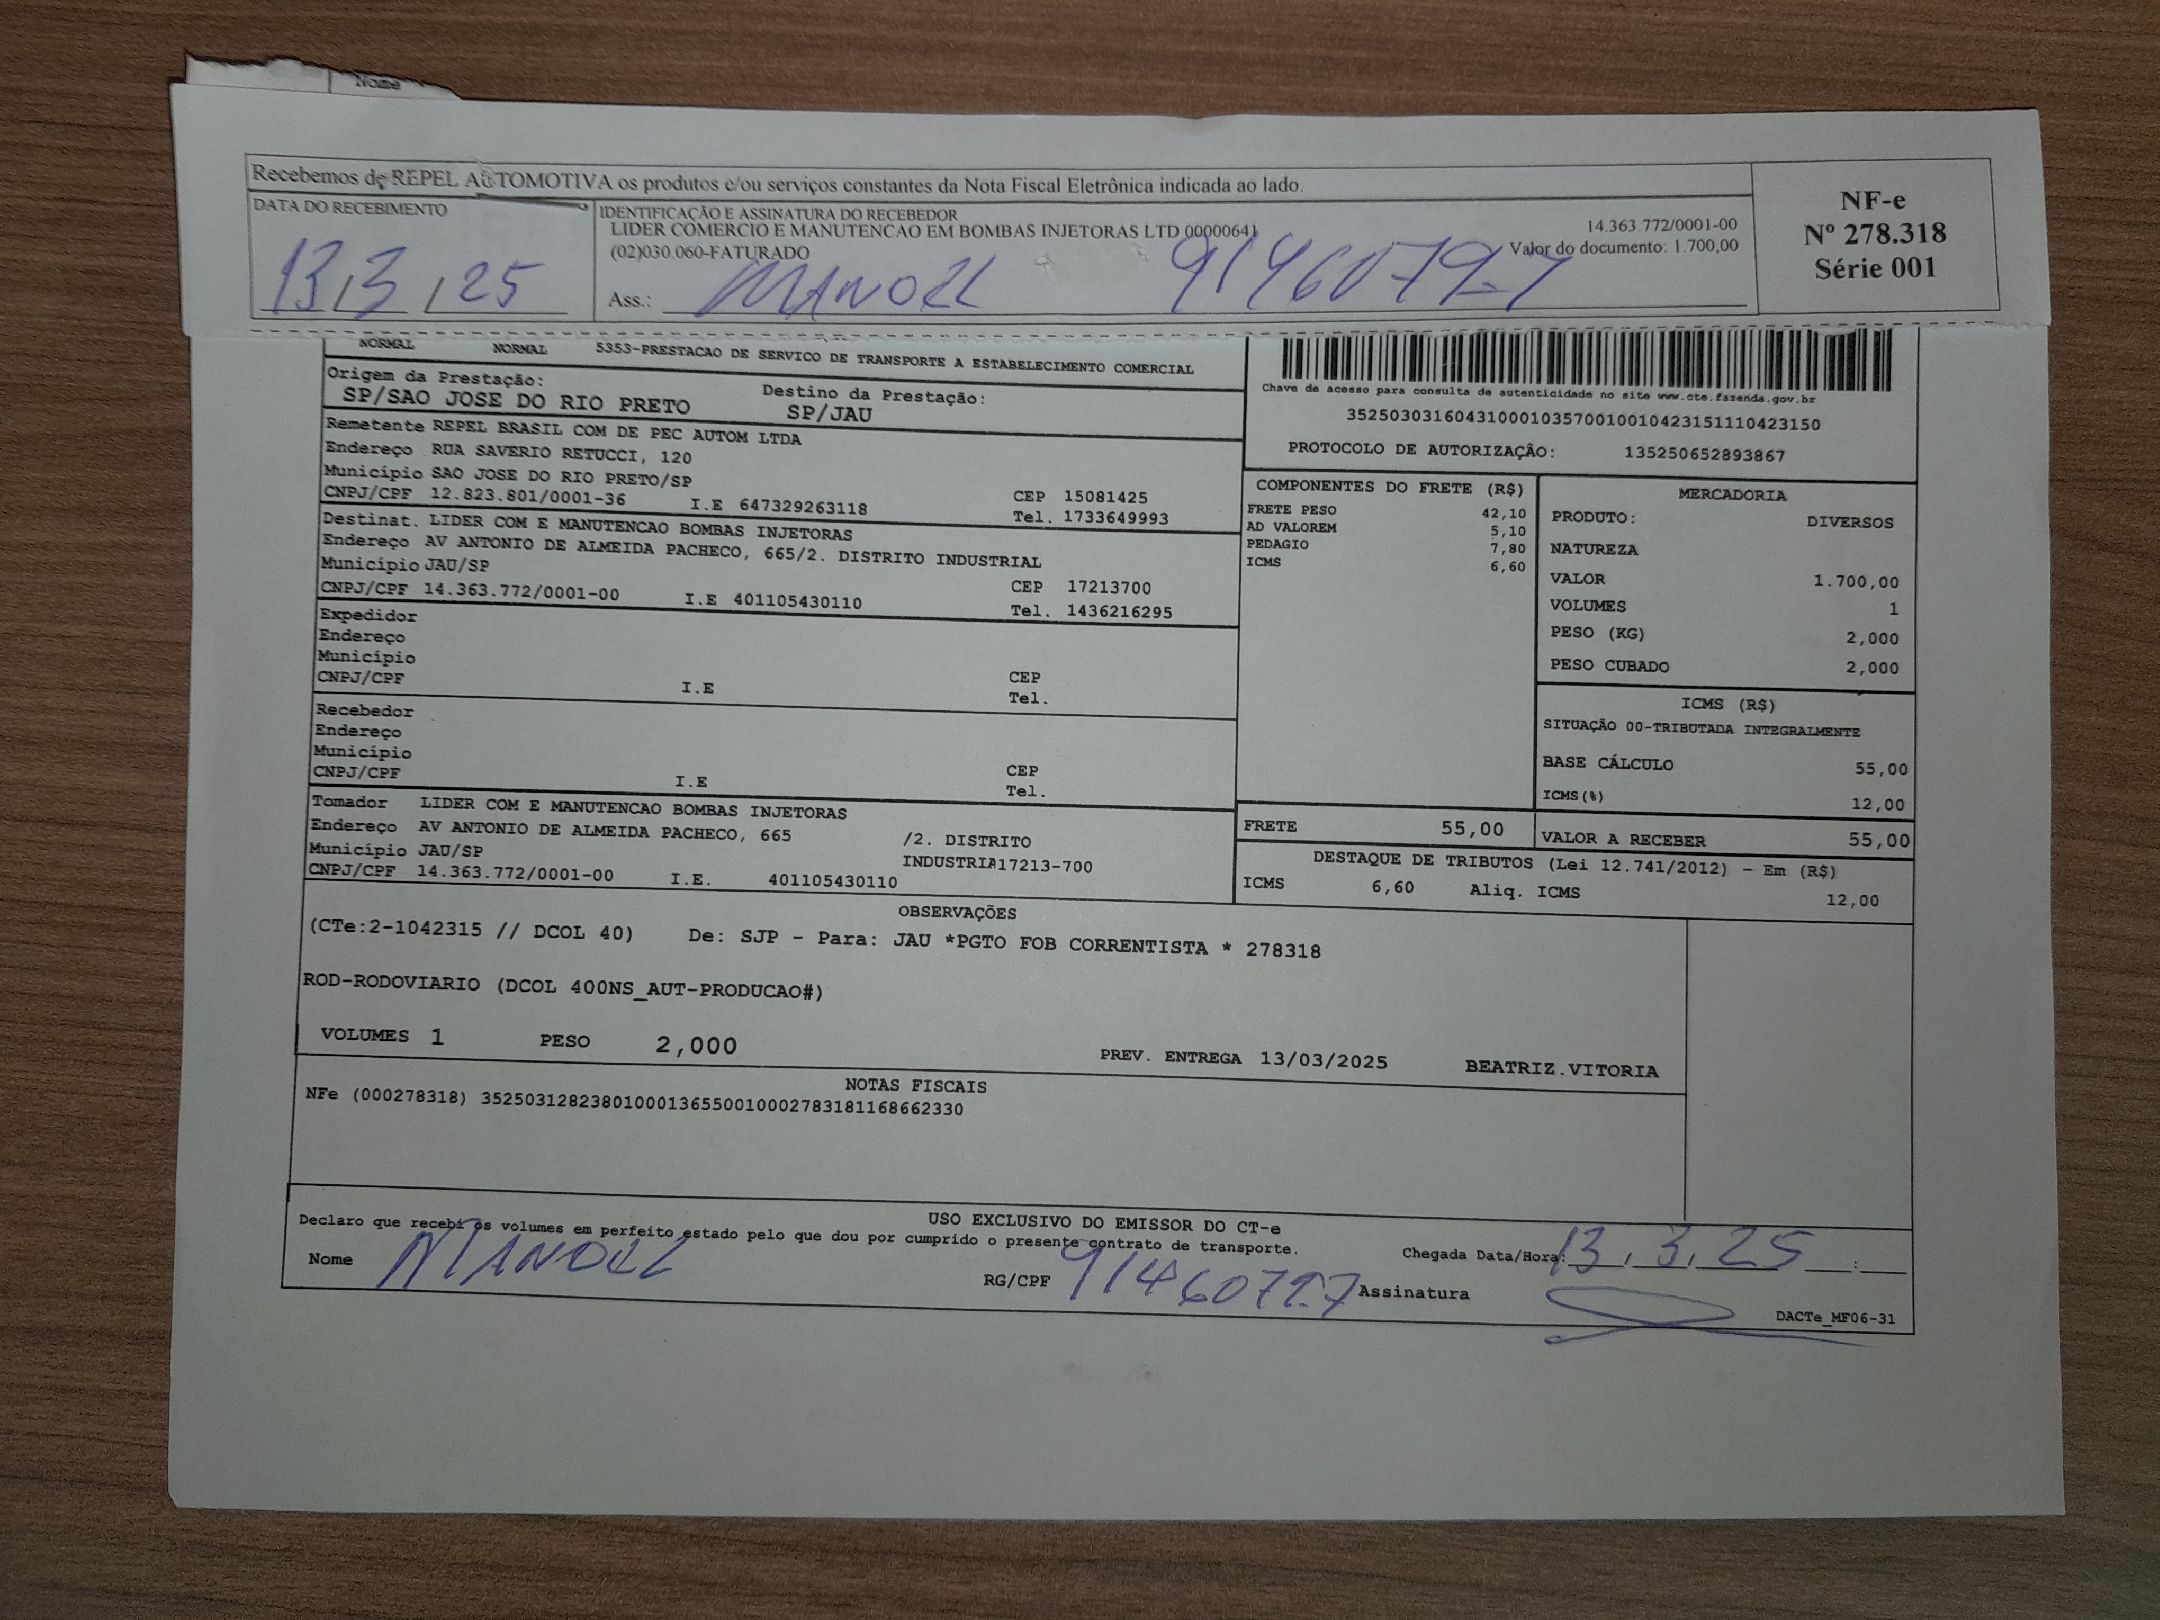 Nome
Recebemos de REPEL AUTOMOTIVA os produtos e/ou serviços constantes da Nota Fiscal Eletrônica indicada ao lado.
DATA DO RECEBIMENTO
13/3/25
IDENTIFICAÇÃO E ASSINATURA DO RECEBEDOR
LIDER COMERCIO E MANUTENCAO EM BOMBAS INJETORAS LTD 00000641
14.363.772/0001-00
(02)030.060-FATURADO
Valor do documento: 1.700,00
Ass.: MANOEL 91460797-7
NF-e
Nº 278.318
Série 001
NORMAL NORMAL 5353-PRESTACAO DE SERVICO DE TRANSPORTE A ESTABELECIMENTO COMERCIAL
Origem da Prestação: Destino da Prestação:
SP/SAO JOSE DO RIO PRETO SP/JAU
Chave de acesso para consulta de autenticidade no site www.cte.fazenda.gov.br
35250303160431000103570010010423151110423150
PROTOCOLO DE AUTORIZAÇÃO: 135250652893867
Remetente REPEL BRASIL COM DE PEC AUTOM LTDA
Endereço RUA SAVERIO RETUCCI, 120
Município SAO JOSE DO RIO PRETO/SP CEP 15081425
CNPJ/CPF 12.823.801/0001-36 I.E 647329263118 Tel. 1733649993
Destinat. LIDER COM E MANUTENCAO BOMBAS INJETORAS
Endereço AV ANTONIO DE ALMEIDA PACHECO, 665/2. DISTRITO INDUSTRIAL
Município JAU/SP CEP 17213700
CNPJ/CPF 14.363.772/0001-00 I.E 401105430110 Tel. 1436216295
Expedidor
Endereço
Município CEP
CNPJ/CPF I.E Tel.
Recebedor
Endereço
Município CEP
CNPJ/CPF I.E Tel.
Tomador LIDER COM E MANUTENCAO BOMBAS INJETORAS
Endereço AV ANTONIO DE ALMEIDA PACHECO, 665 /2. DISTRITO
Município JAU/SP INDUSTRIA17213-700
CNPJ/CPF 14.363.772/0001-00 I.E. 401105430110
COMPONENTES DO FRETE (R$)
FRETE PESO 42,10
AD VALOREM 5,10
PEDAGIO 7,80
ICMS 6,60
MERCADORIA
PRODUTO: DIVERSOS
NATUREZA
VALOR 1.700,00
VOLUMES 1
PESO (KG) 2,000
PESO CUBADO 2,000
ICMS (R$)
SITUAÇÃO 00-TRIBUTADA INTEGRALMENTE
BASE CÁLCULO 55,00
ICMS(%) 12,00
FRETE 55,00 VALOR A RECEBER 55,00
DESTAQUE DE TRIBUTOS (Lei 12.741/2012) - Em (R$)
ICMS 6,60 Aliq. ICMS 12,00
OBSERVAÇÕES
(CTe:2-1042315 // DCOL 40) De: SJP - Para: JAU *PGTO FOB CORRENTISTA * 278318
ROD-RODOVIARIO (DCOL 400NS_AUT-PRODUCAO#)
VOLUMES 1 PESO 2,000 PREV. ENTREGA 13/03/2025 BEATRIZ.VITORIA
NOTAS FISCAIS
NFe (000278318) 35250312823801000136550010002783181168662330
USO EXCLUSIVO DO EMISSOR DO CT-e
Declaro que recebi os volumes em perfeito estado pelo que dou por cumprido o presente contrato de transporte.
Chegada Data/Hora: 13.3.25 :
Nome MANOEL RG/CPF 91460797-7 Assinatura
DACTe_MF06-31